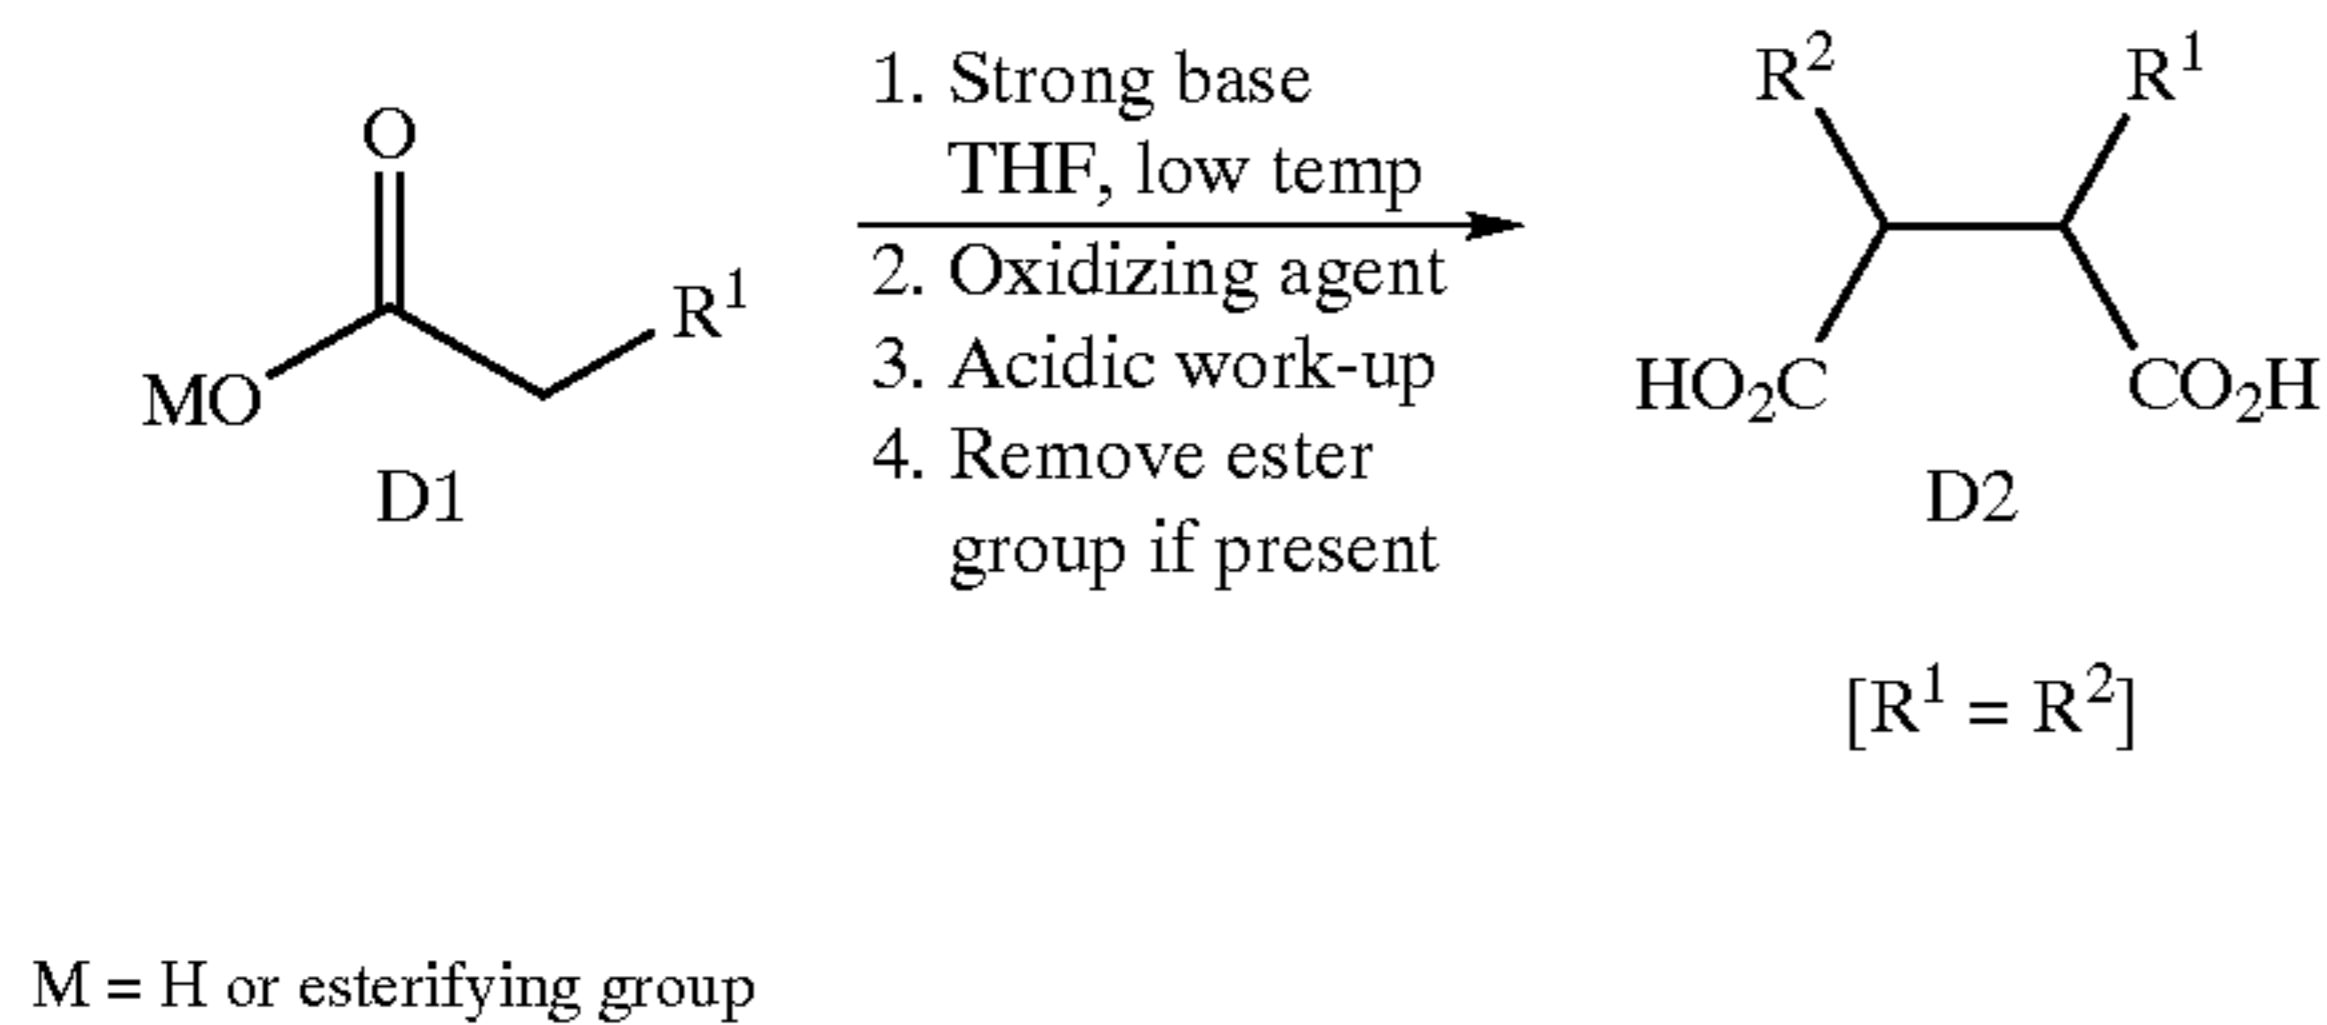 O
MO
R¹
D1
1. Strong base
THF, low temp
2. Oxidizing agent
3. Acidic work-up
4. Remove ester
group if present
R² R¹
HO₂C CO₂H
D2
[R¹ = R²]
M = H or esterifying group